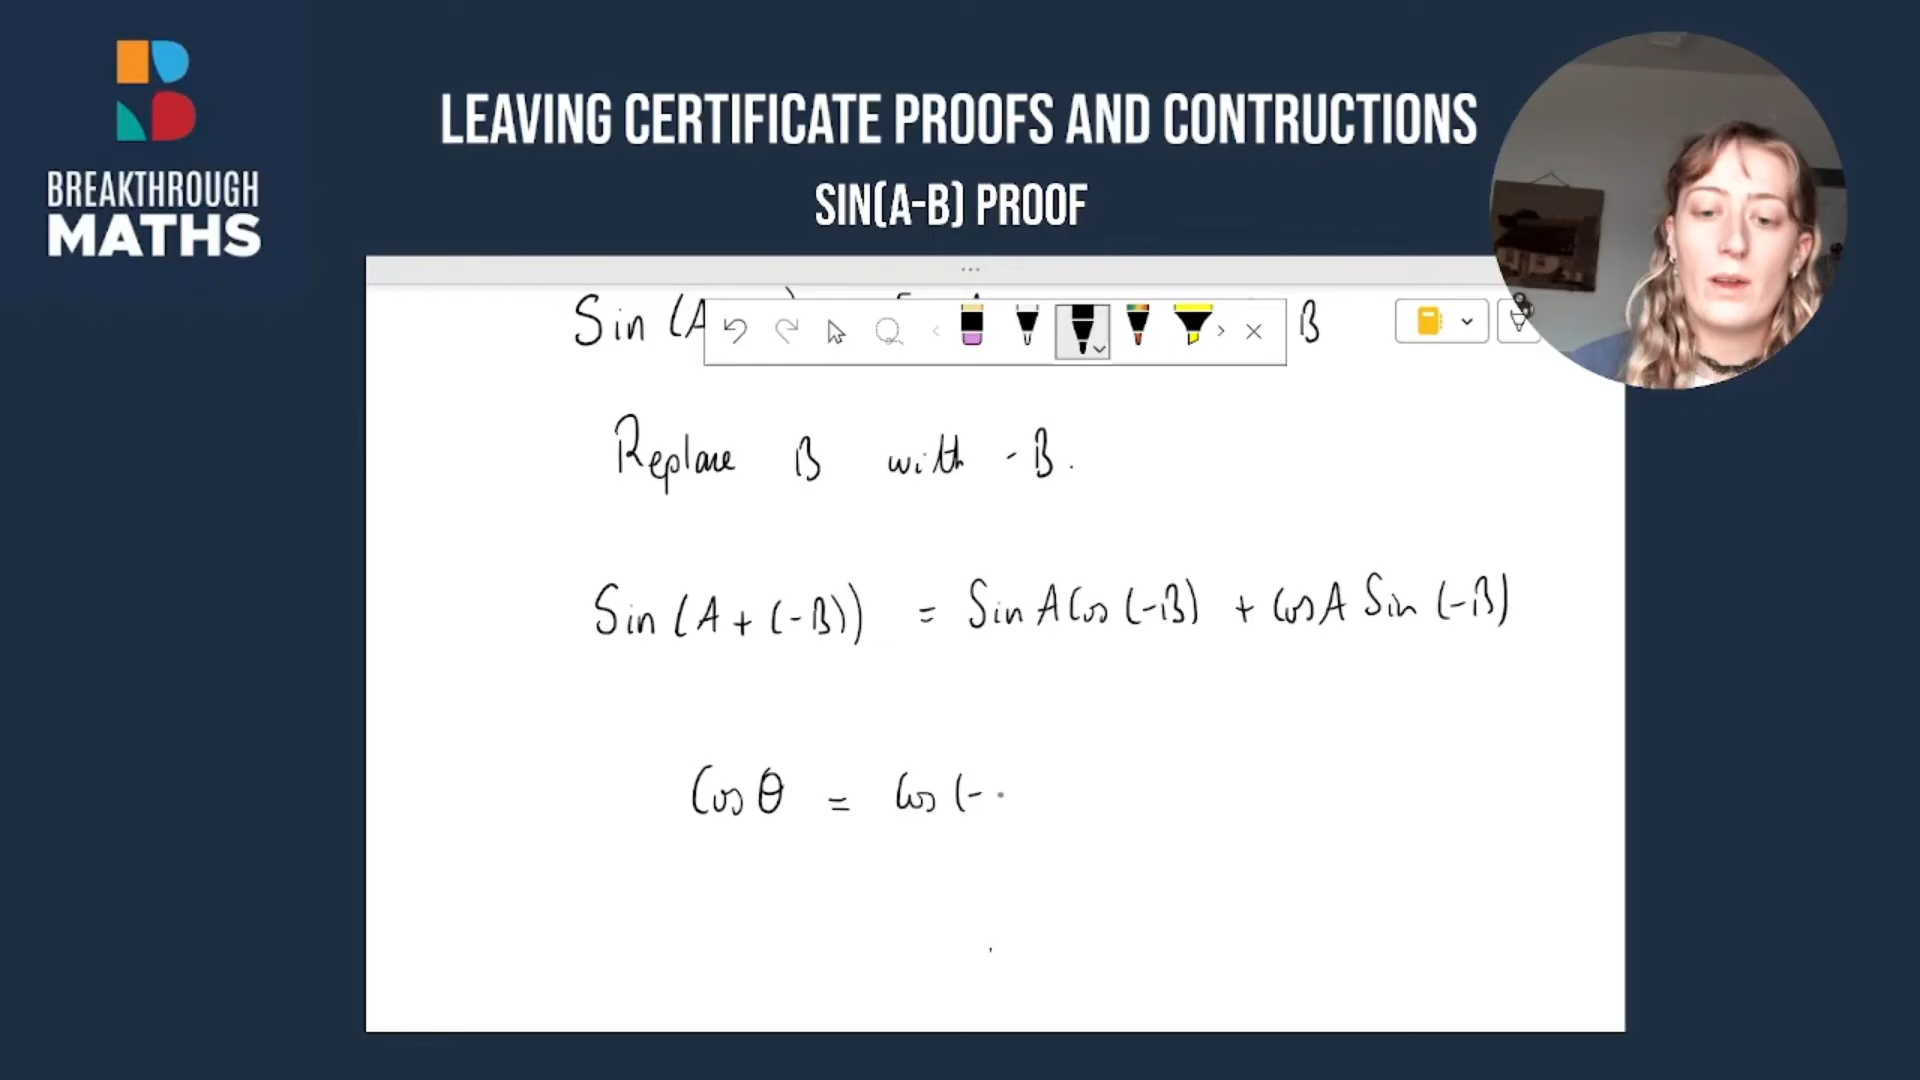 BREAKTHROUGH
MATHS
LEAVING CERTIFICATE PROOFS AND CONTRUCTIONS
SIN(A-B) PROOF
Sin (A B
Replace B with -B.
Sin (A + (-B)) = Sin A Cos (-B) + Cos A Sin (-B)
Cos θ = Cos (-